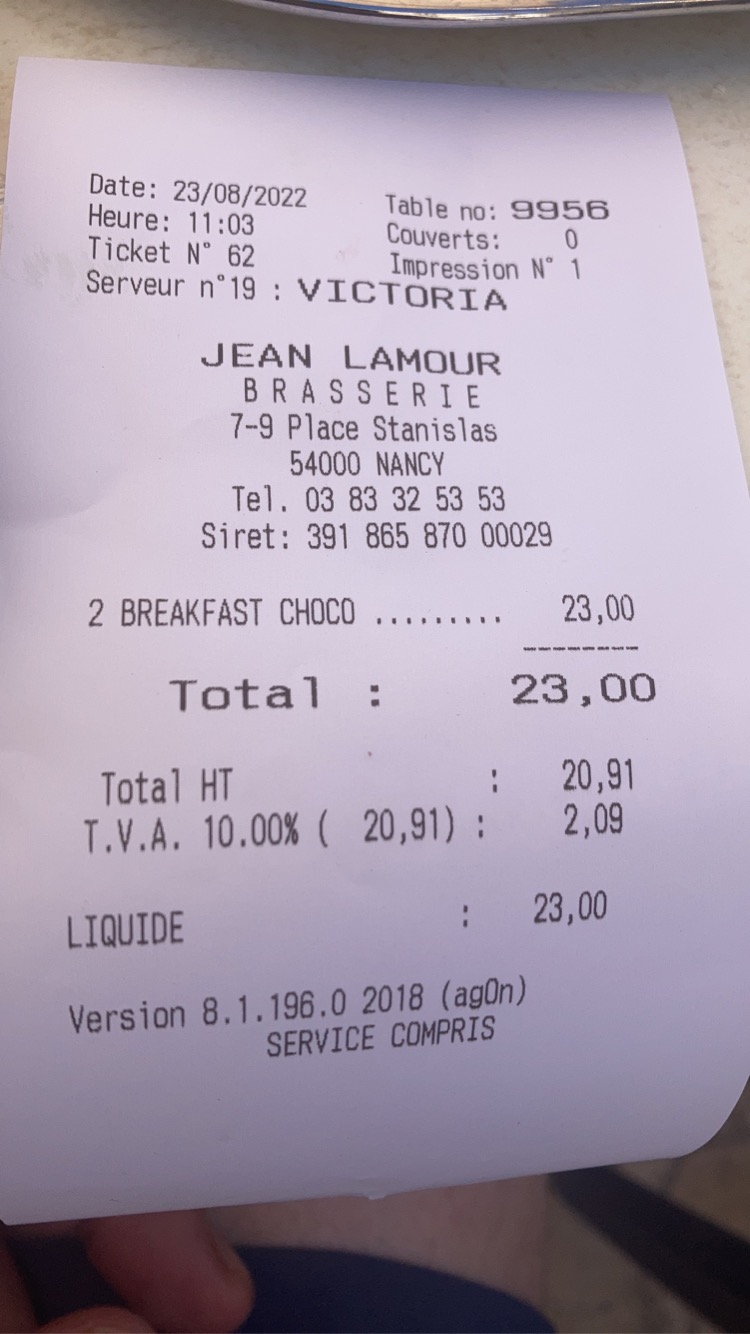 Date: 23/08/2022
Table no: 9956
Heure: 11:03
Couverts: 0
Ticket N° 62
Impression N° 1
Serveur n°19 : VICTORIA
JEAN LAMOUR
BRASSERIE
7-9 Place Stanislas
54000 NANCY
Tel. 03 83 32 53 53
Siret: 391 865 870 00029
2 BREAKFAST CHOCO ......... 23,00
-------
Total : 23,00
Total HT : 20,91
T.V.A. 10.00% ( 20,91) : 2,09
LIQUIDE : 23,00
Version 8.1.196.0 2018 (ag0n)
SERVICE COMPRIS